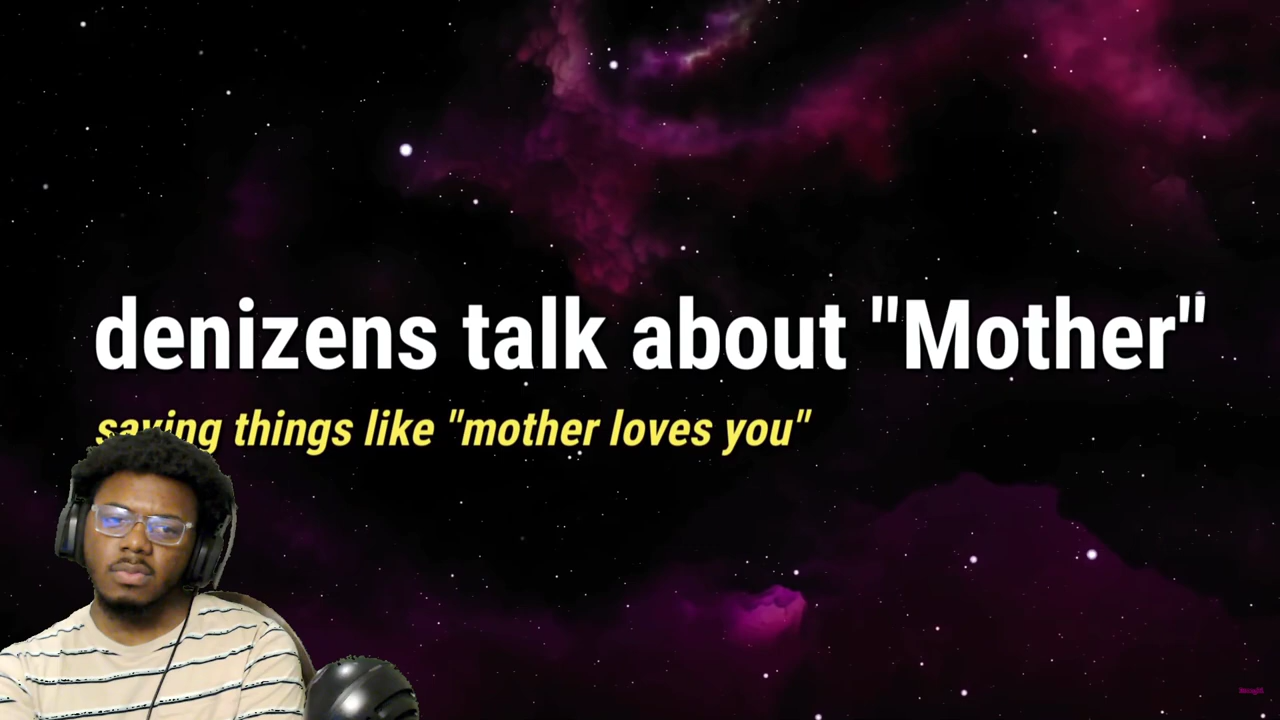 denizens talk about "Mother"
saying things like "mother loves you"